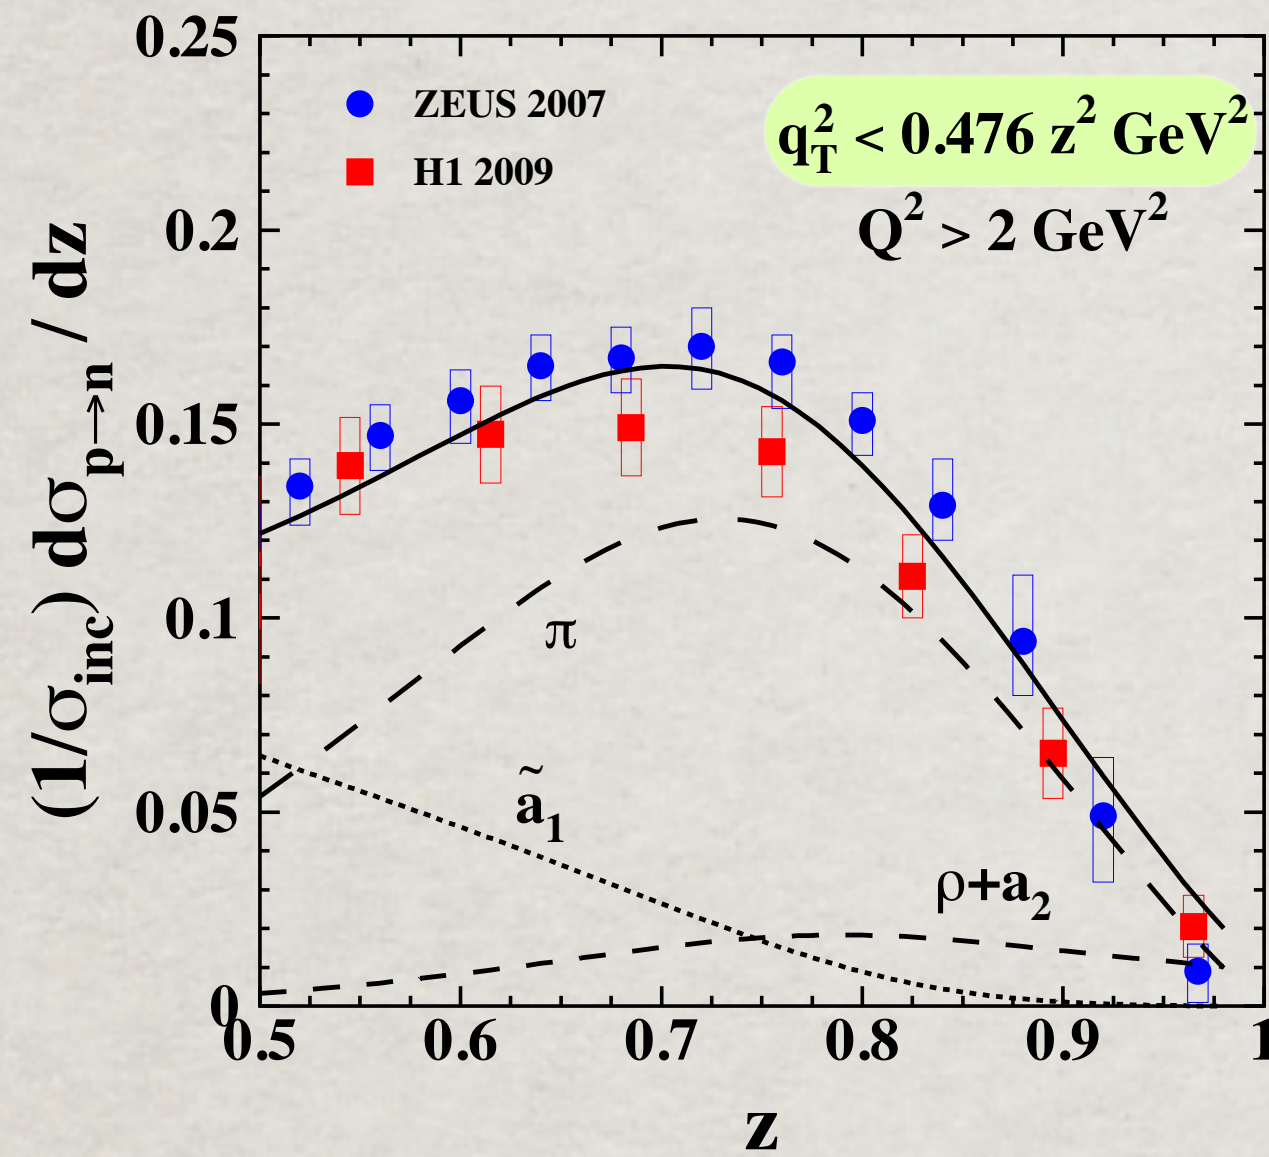 0.25
ZEUS 2007
H1 2009
q_T^2 < 0.476 z^2 GeV^2
Q^2 > 2 GeV^2
0.2
0.15
0.1
0.05
0
(1/σ_inc) dσ_p→n / dz
π
ã_1
ρ+a_2
0.5 0.6 0.7 0.8 0.9 1
z